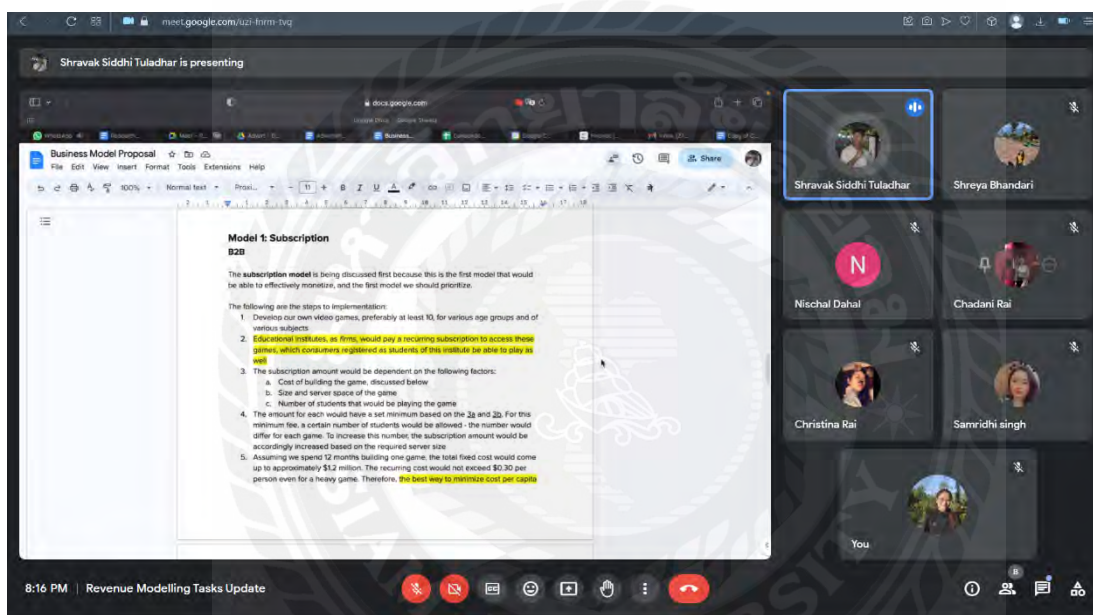 meet.google.com/uzi-fnrm-tvq
Shravak Siddhi Tuladhar is presenting
docs.google.com
Business Model Proposal
File Edit View Insert Format Tools Extensions Help
Share
100% Normal text Proxi... 11
Model 1: Subscription
B2B
The subscription model is being discussed first because this is the first model that would
be able to effectively monetize, and the first model we should prioritize.
The following are the steps to implementation:
1. Develop our own video games, preferably at least 10, for various age groups and of
various subjects
2. Educational institutes, as firms, would pay a recurring subscription to access these
games, which consumers registered as students of this institute be able to play as
well
3. The subscription amount would be dependent on the following factors:
a. Cost of building the game, discussed below
b. Size and server space of the game
c. Number of students that would be playing the game
4. The amount for each would have a set minimum based on the 3a and 3b. For this
minimum fee, a certain number of students would be allowed - the number would
differ for each game. To increase this number, the subscription amount would be
accordingly increased based on the required server size
5. Assuming we spend 12 months building one game, the total fixed cost would come
up to approximately $1.2 million. The recurring cost would not exceed $0.30 per
person even for a heavy game. Therefore, the best way to minimize cost per capita
Shravak Siddhi Tuladhar
Shreya Bhandari
N
Nischal Dahal
Chadani Rai
Christina Rai
Samridhi singh
You
8:16 PM | Revenue Modelling Tasks Update
8